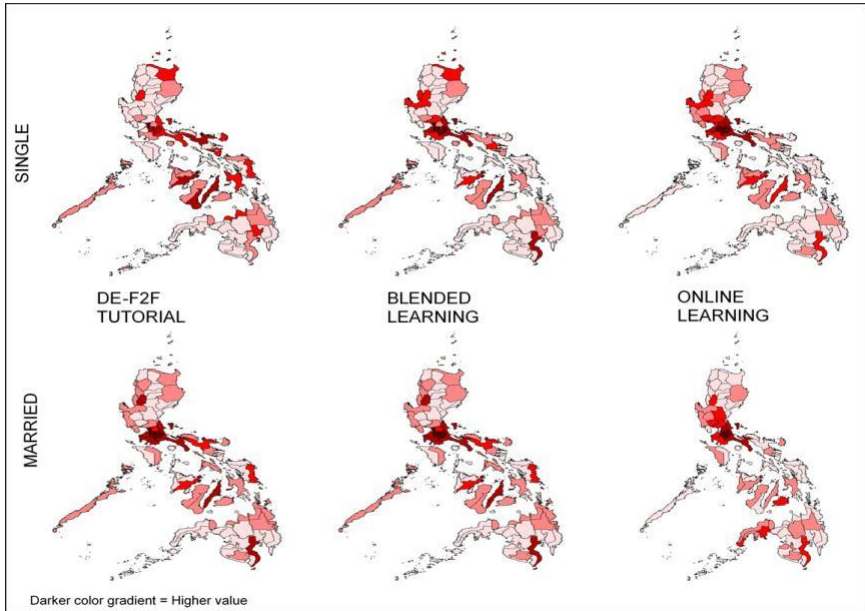 SINGLE
DE-F2F
TUTORIAL
BLENDED
LEARNING
ONLINE
LEARNING
MARRIED
Darker color gradient = Higher value